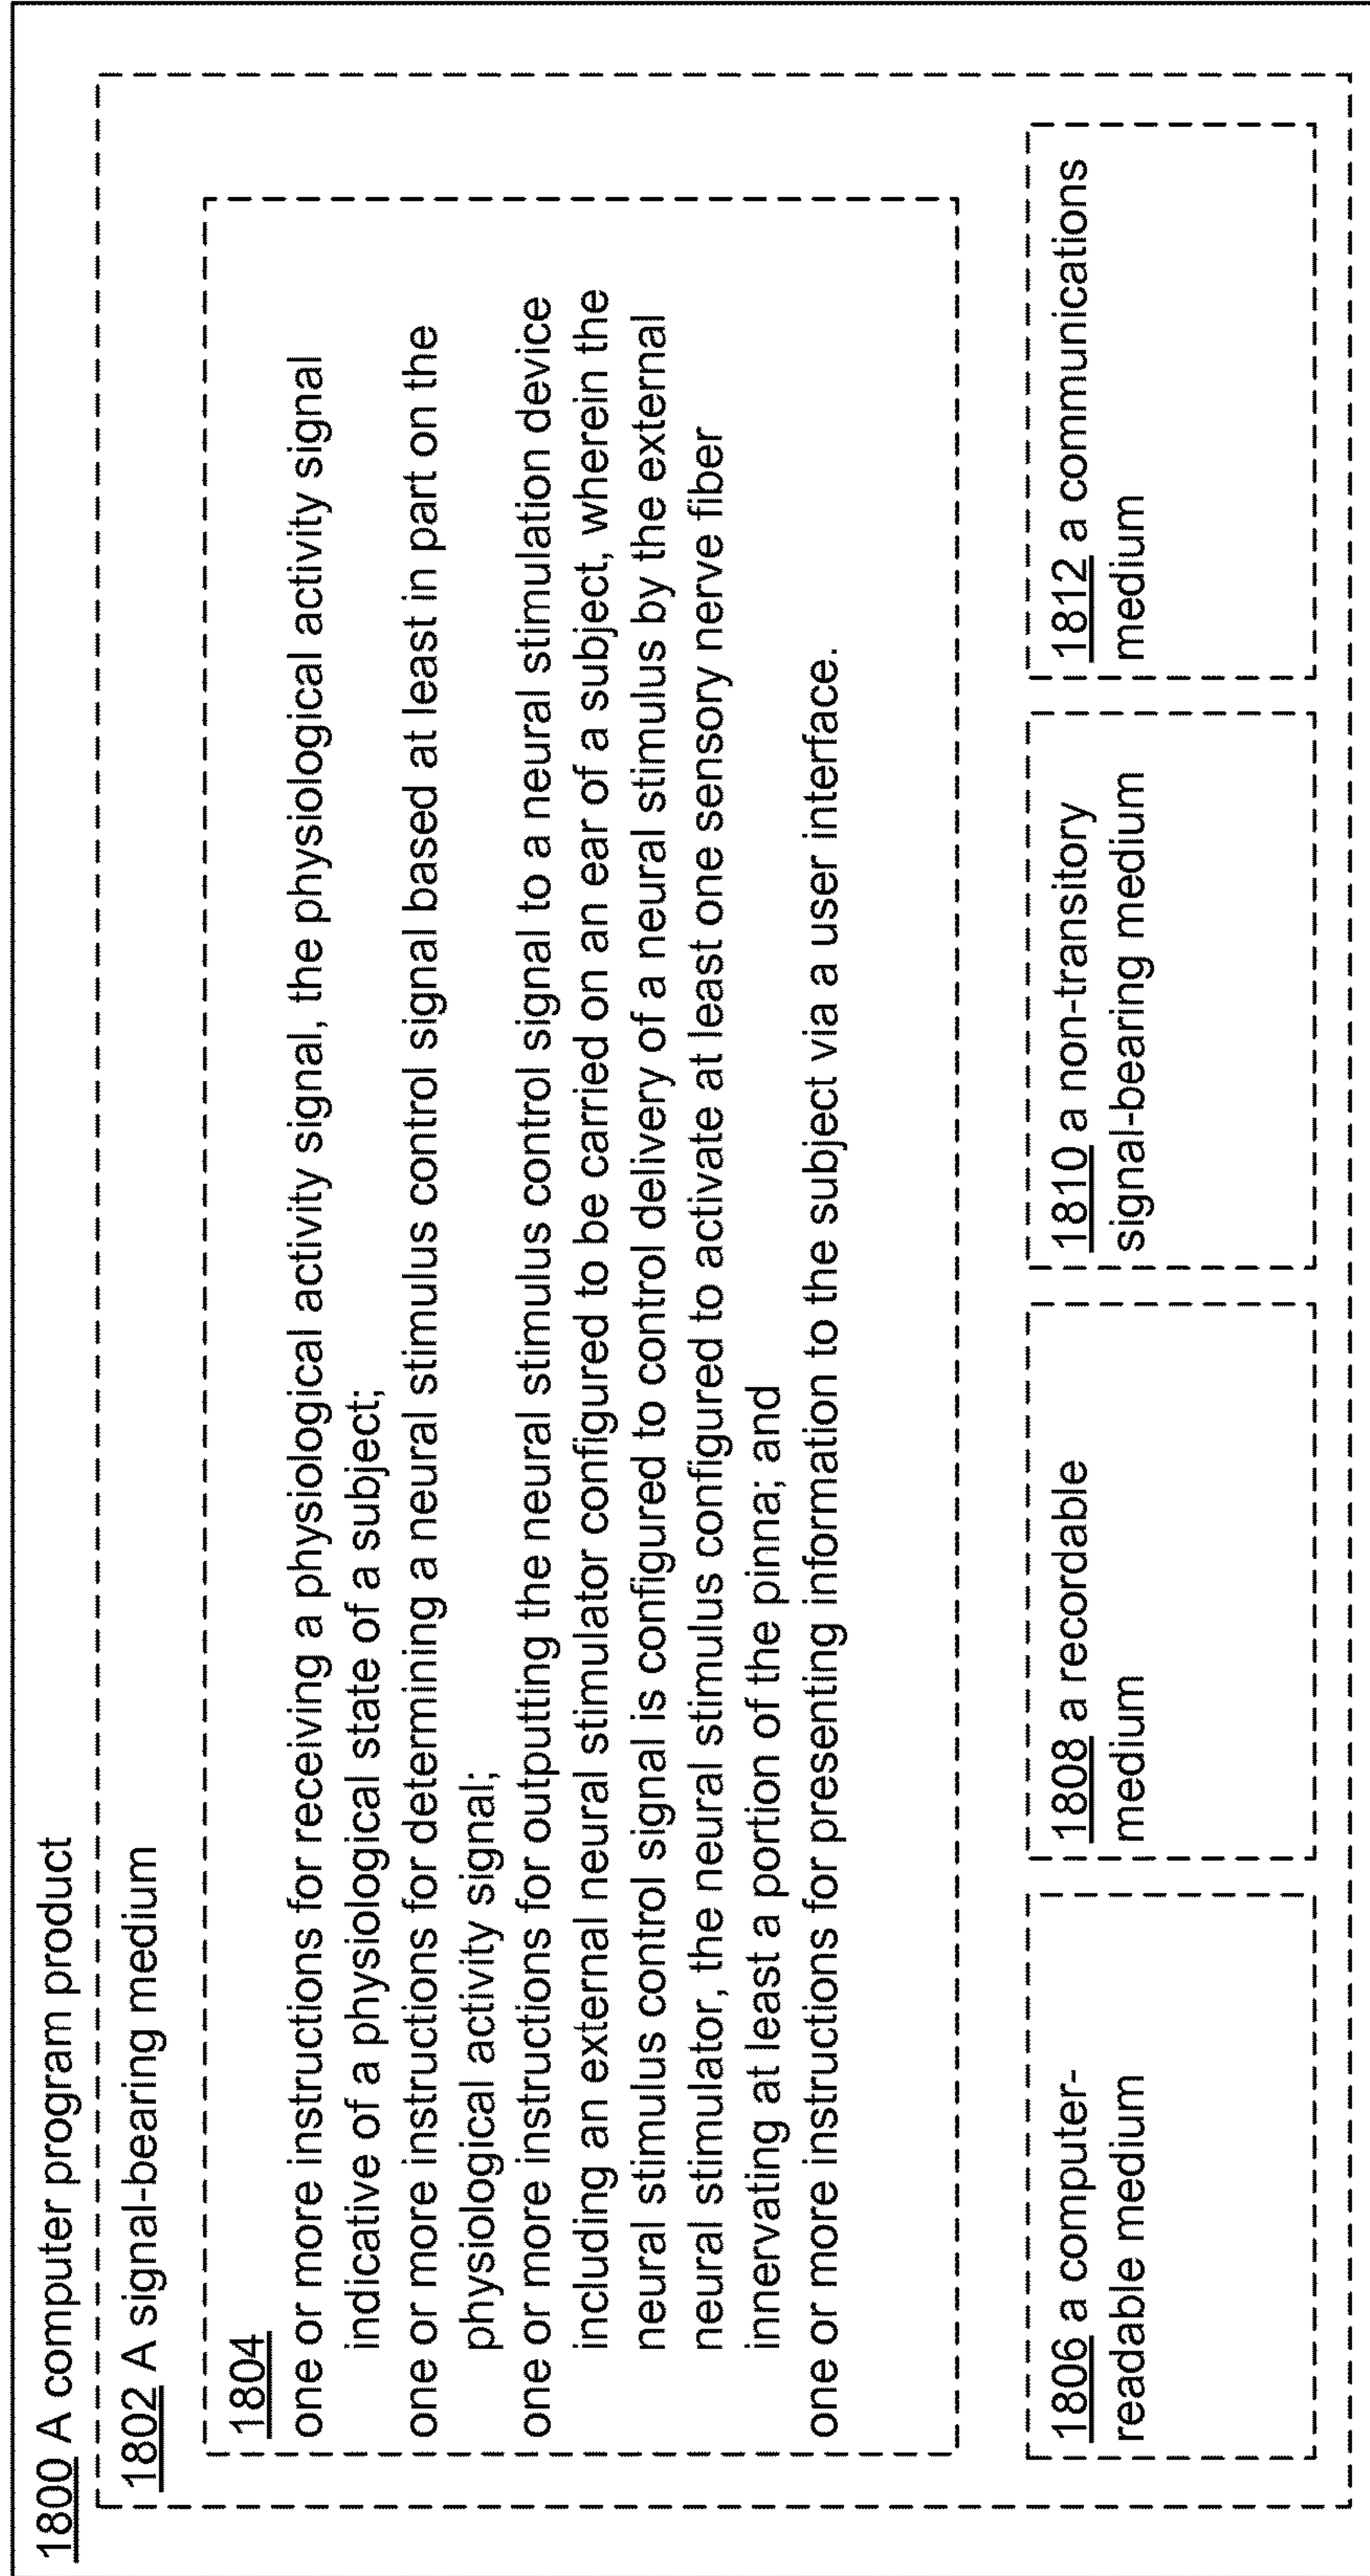 1800 A computer program product
1802 A signal-bearing medium
1804
one or more instructions for receiving a physiological activity signal, the physiological activity signal
indicative of a physiological state of a subject;
one or more instructions for determining a neural stimulus control signal based at least in part on the
physiological activity signal;
one or more instructions for outputting the neural stimulus control signal to a neural stimulation device
including an external neural stimulator configured to be carried on an ear of a subject, wherein the
neural stimulus control signal is configured to control delivery of a neural stimulus by the external
neural stimulator, the neural stimulus configured to activate at least one sensory nerve fiber
innervating at least a portion of the pinna; and
one or more instructions for presenting information to the subject via a user interface.
1806 a computer-
readable medium
1808 a recordable
medium
1810 a non-transitory
signal-bearing medium
1812 a communications
medium